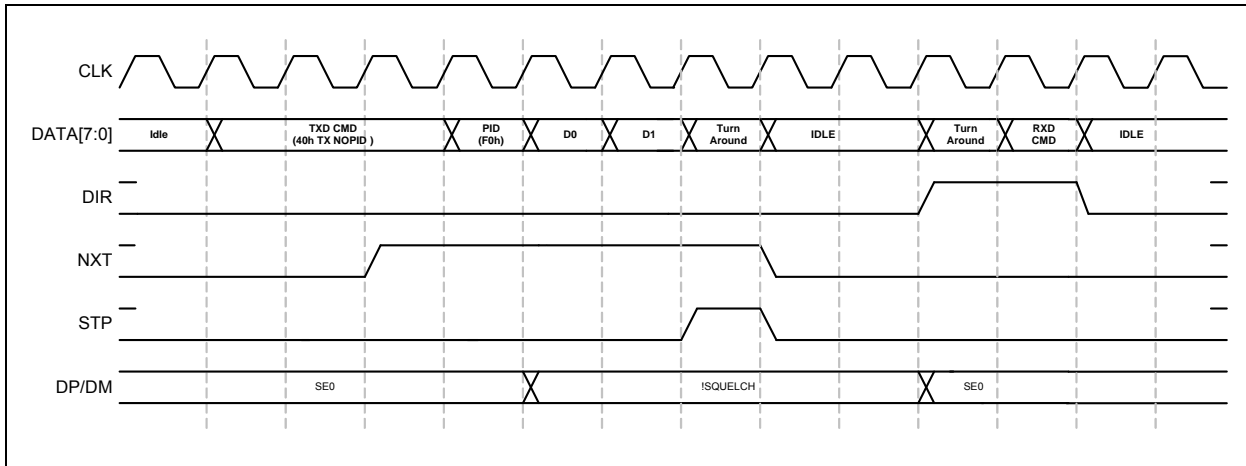 CLK
DATA[7:0]
Idle
TXD CMD
(40h TX NOPID )
PID
(F0h)
D0
D1
Turn
Around
IDLE
Turn
Around
RXD
CMD
IDLE
DIR
NXT
STP
DP/DM
SE0
!SQUELCH
SE0